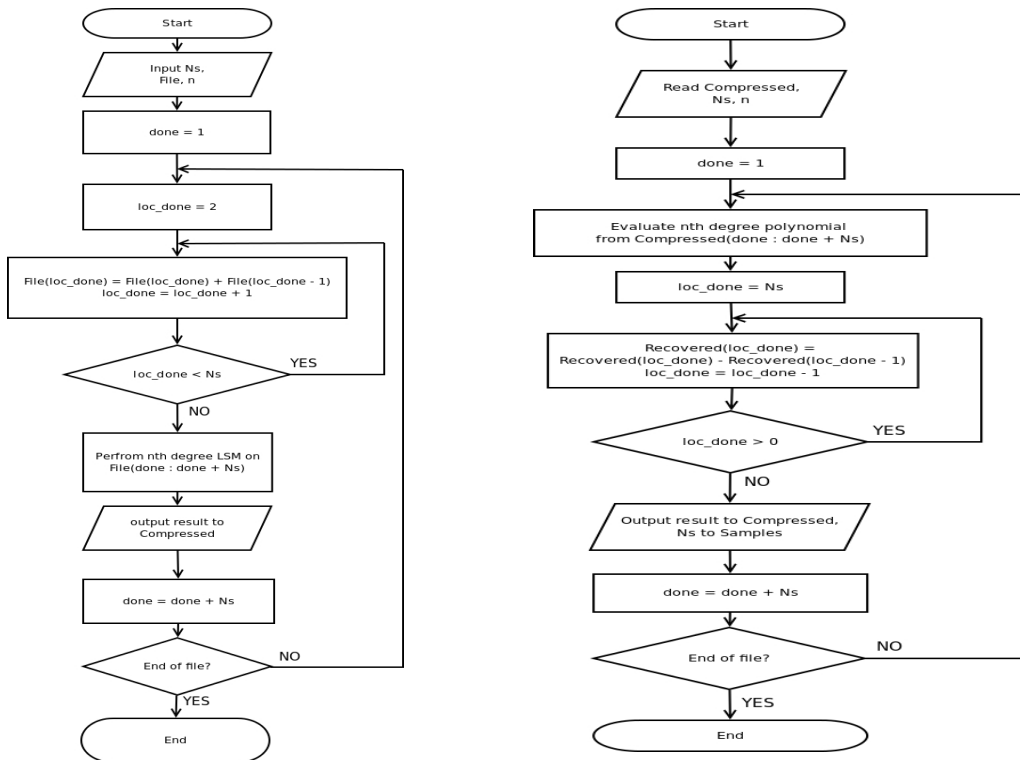 Start
Input Ns,
File, n
done = 1
loc_done = 2
File(loc_done) = File(loc_done) + File(loc_done - 1)
loc_done = loc_done + 1
loc_done < Ns
YES
NO
Perfrom nth degree LSM on
File(done : done + Ns)
output result to
Compressed
done = done + Ns
End of file?
NO
YES
End
Start
Read Compressed,
Ns, n
done = 1
Evaluate nth degree polynomial
from Compressed(done : done + Ns)
loc_done = Ns
Recovered(loc_done) =
Recovered(loc_done) - Recovered(loc_done - 1)
loc_done = loc_done - 1
loc_done > 0
YES
NO
Output result to Compressed,
Ns to Samples
done = done + Ns
End of file?
NO
YES
End